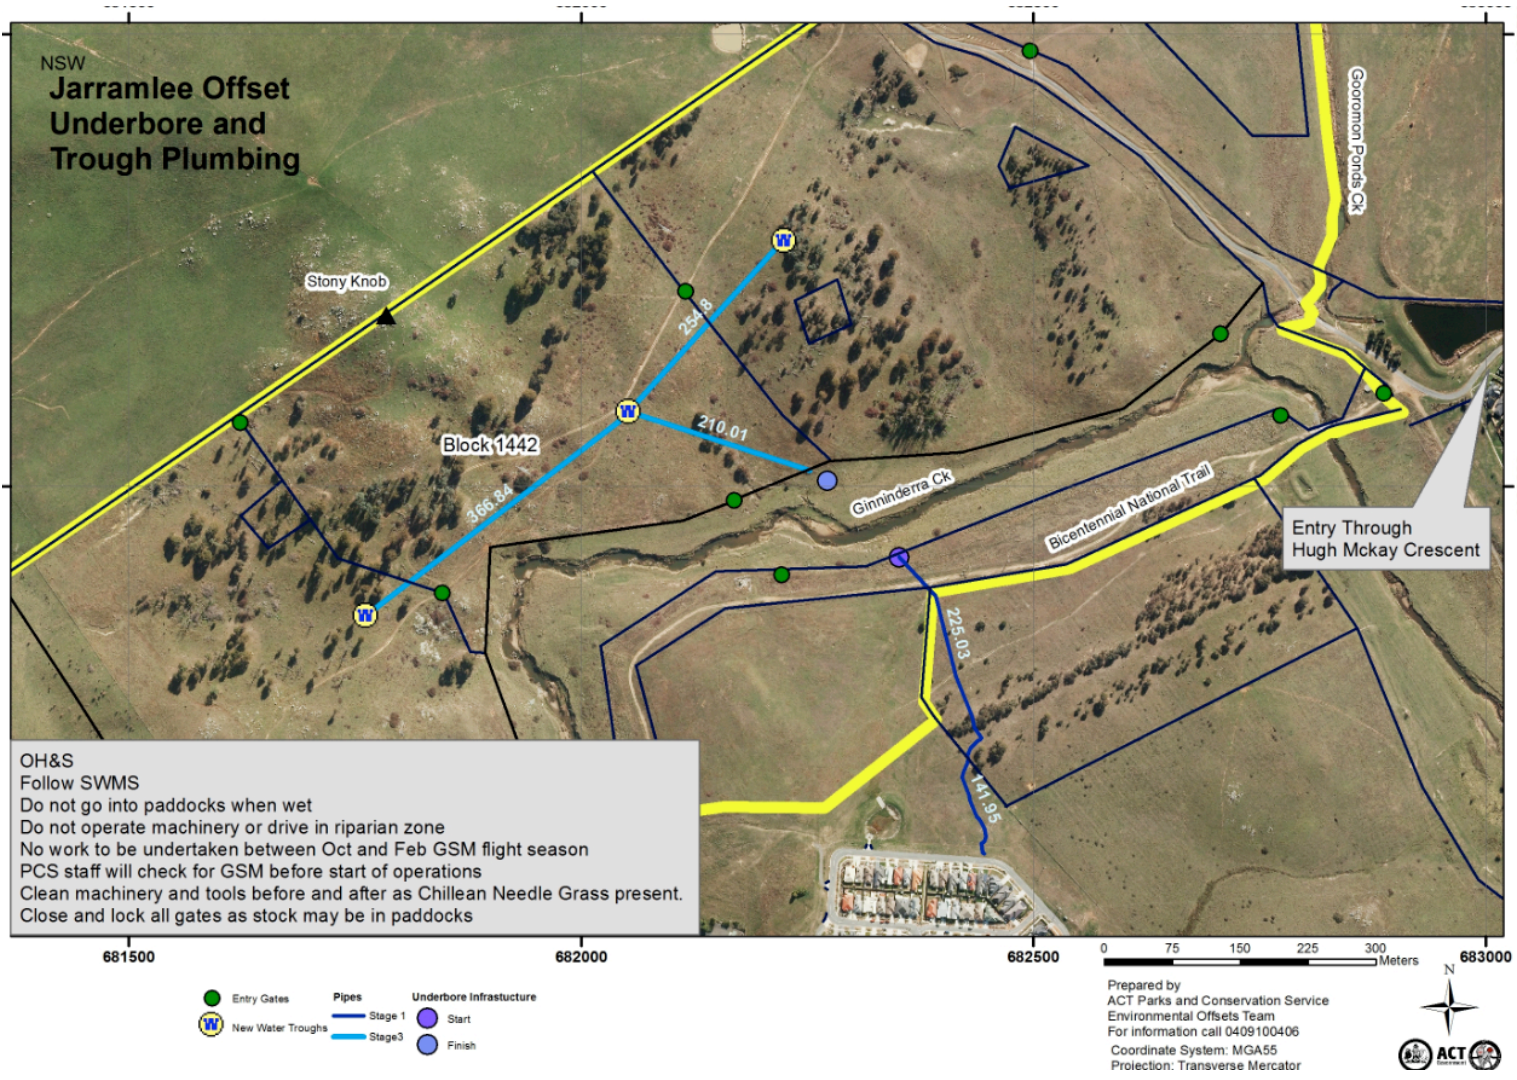 NSW
Jarramlee Offset
Underbore and
Trough Plumbing
Gooromon Ponds Ck
Stony Knob
254.8
210.01
Block 1442
366.84
Ginninderra Ck
Bicentennial National Trail
Entry Through
Hugh Mckay Crescent
225.03
141.95
OH&S
Follow SWMS
Do not go into paddocks when wet
Do not operate machinery or drive in riparian zone
No work to be undertaken between Oct and Feb GSM flight season
PCS staff will check for GSM before start of operations
Clean machinery and tools before and after as Chillean Needle Grass present.
Close and lock all gates as stock may be in paddocks
681500
682000
682500
683000
0 75 150 225 300
Meters
N
Entry Gates
New Water Troughs
Pipes
Stage 1
Stage3
Underbore Infrastucture
Start
Finish
Prepared by
ACT Parks and Conservation Service
Environmental Offsets Team
For information call 0409100406
Coordinate System: MGA55
Projection: Transverse Mercator
W
W
W
W
ACT
Government